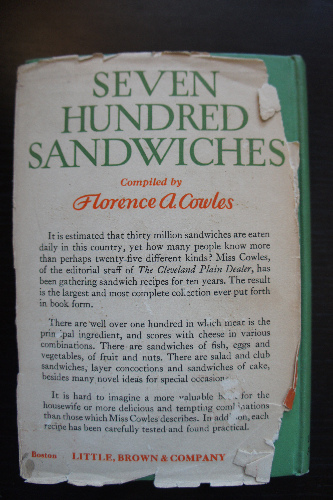 SEVEN
HUNDRED
SANDWICHES
Compiled by
Florence A. Cowles
It is estimated that thirty million sandwiches are eaten
daily in this country, yet how many people know more
than perhaps twenty-five different kinds? Miss Cowles,
of the editorial staff of The Cleveland Plain Dealer, has
been gathering sandwich recipes for ten years. The result
is the largest and most complete collection ever put forth
in book form.
There are well over one hundred in which meat is the
principal ingredient, and scores with cheese in various
combinations. There are sandwiches of fish, eggs and
vegetables, of fruit and nuts. There are salad and club
sandwiches, layer concoctions and sandwiches of cake,
besides many novel ideas for special occasions.
It is hard to imagine a more valuable book for the
housewife or more delicious and tempting combinations
than those which Miss Cowles describes. In addition, each
recipe has been carefully tested and found practical.
Boston LITTLE, BROWN & COMPANY